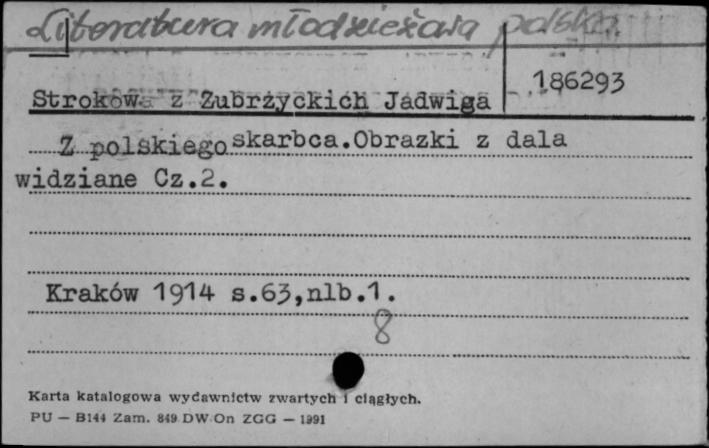 Literatura młodzieżowa polska
186293
Strokowa z Zubrzyckich Jadwiga
Z polskiego skarbca.Obrazki z dala
widziane Cz.2.
Kraków 1914 s.63,nlb.1.
8
Karta katalogowa wydawnictw zwartych i ciągłych.
PU — B144 Zam. 849 DW On ZGG — 1991